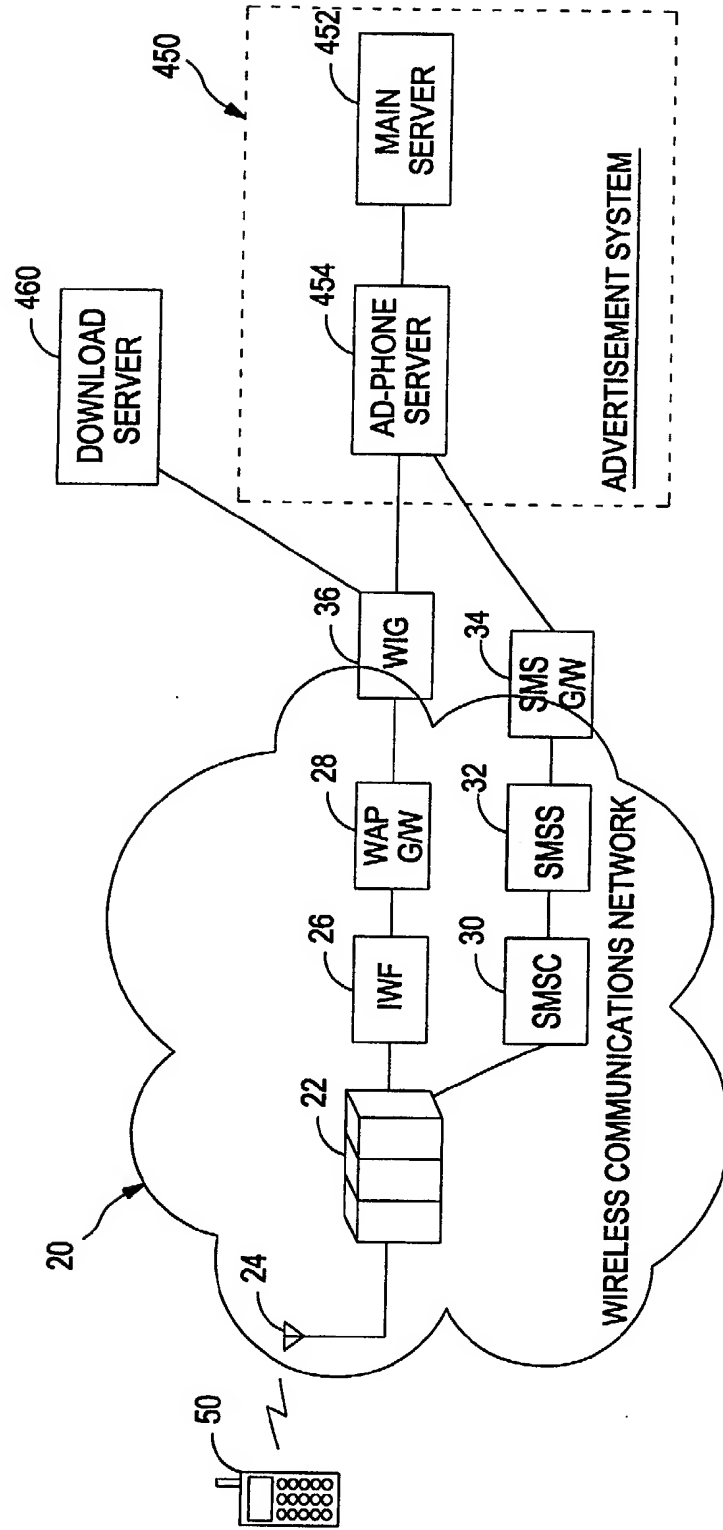 50
20
24
22
26
IWF
28
WAP
G/W
36
WIG
30
SMSC
32
SMSS
34
SMS
G/W
WIRELESS COMMUNICATIONS NETWORK
460
DOWNLOAD
SERVER
450
454
AD-PHONE
SERVER
452
MAIN
SERVER
ADVERTISEMENT SYSTEM